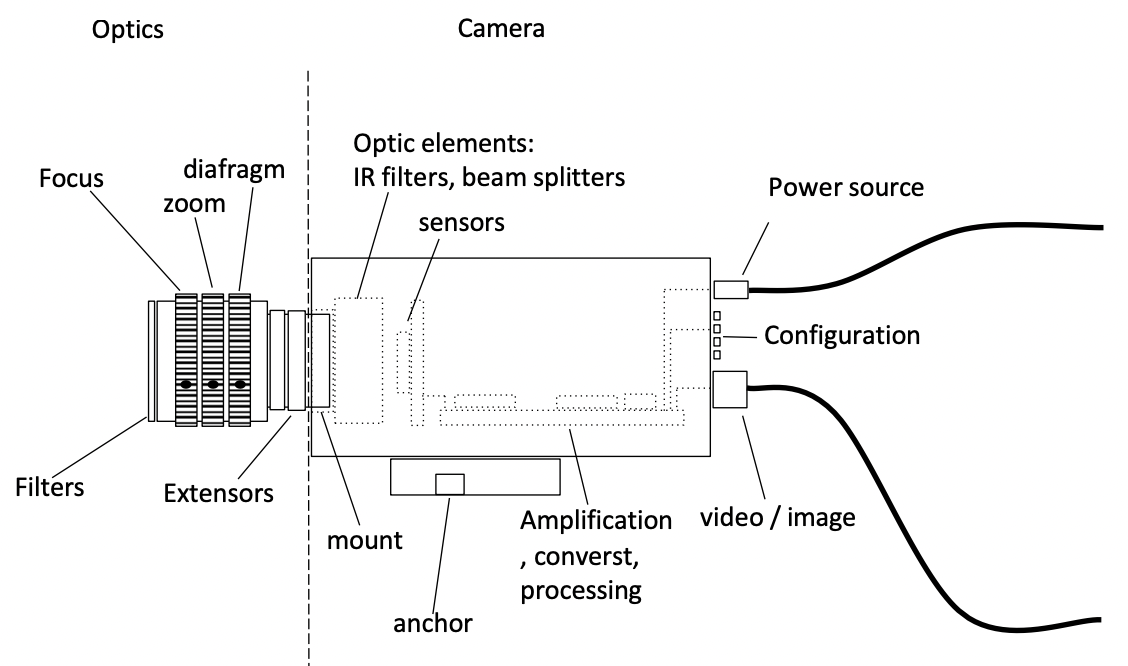 Optics
Camera
Optic elements:
IR filters, beam splitters
diafragm
Focus
zoom
sensors
Power source
Configuration
Filters
Extensors
mount
anchor
Amplification
, converst,
processing
video / image